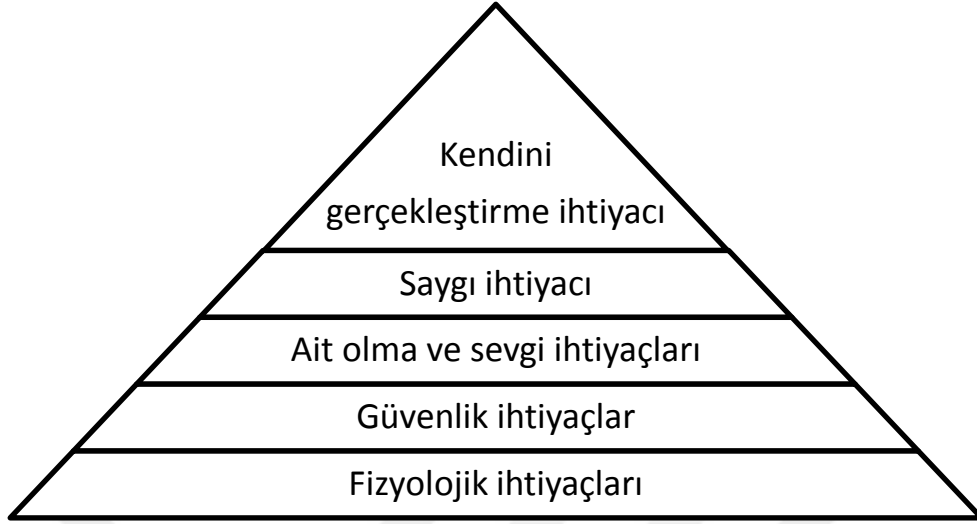 Kendini
gerçekleştirme ihtiyacı
Saygı ihtiyacı
Ait olma ve sevgi ihtiyaçları
Güvenlik ihtiyaçlar
Fizyolojik ihtiyaçları